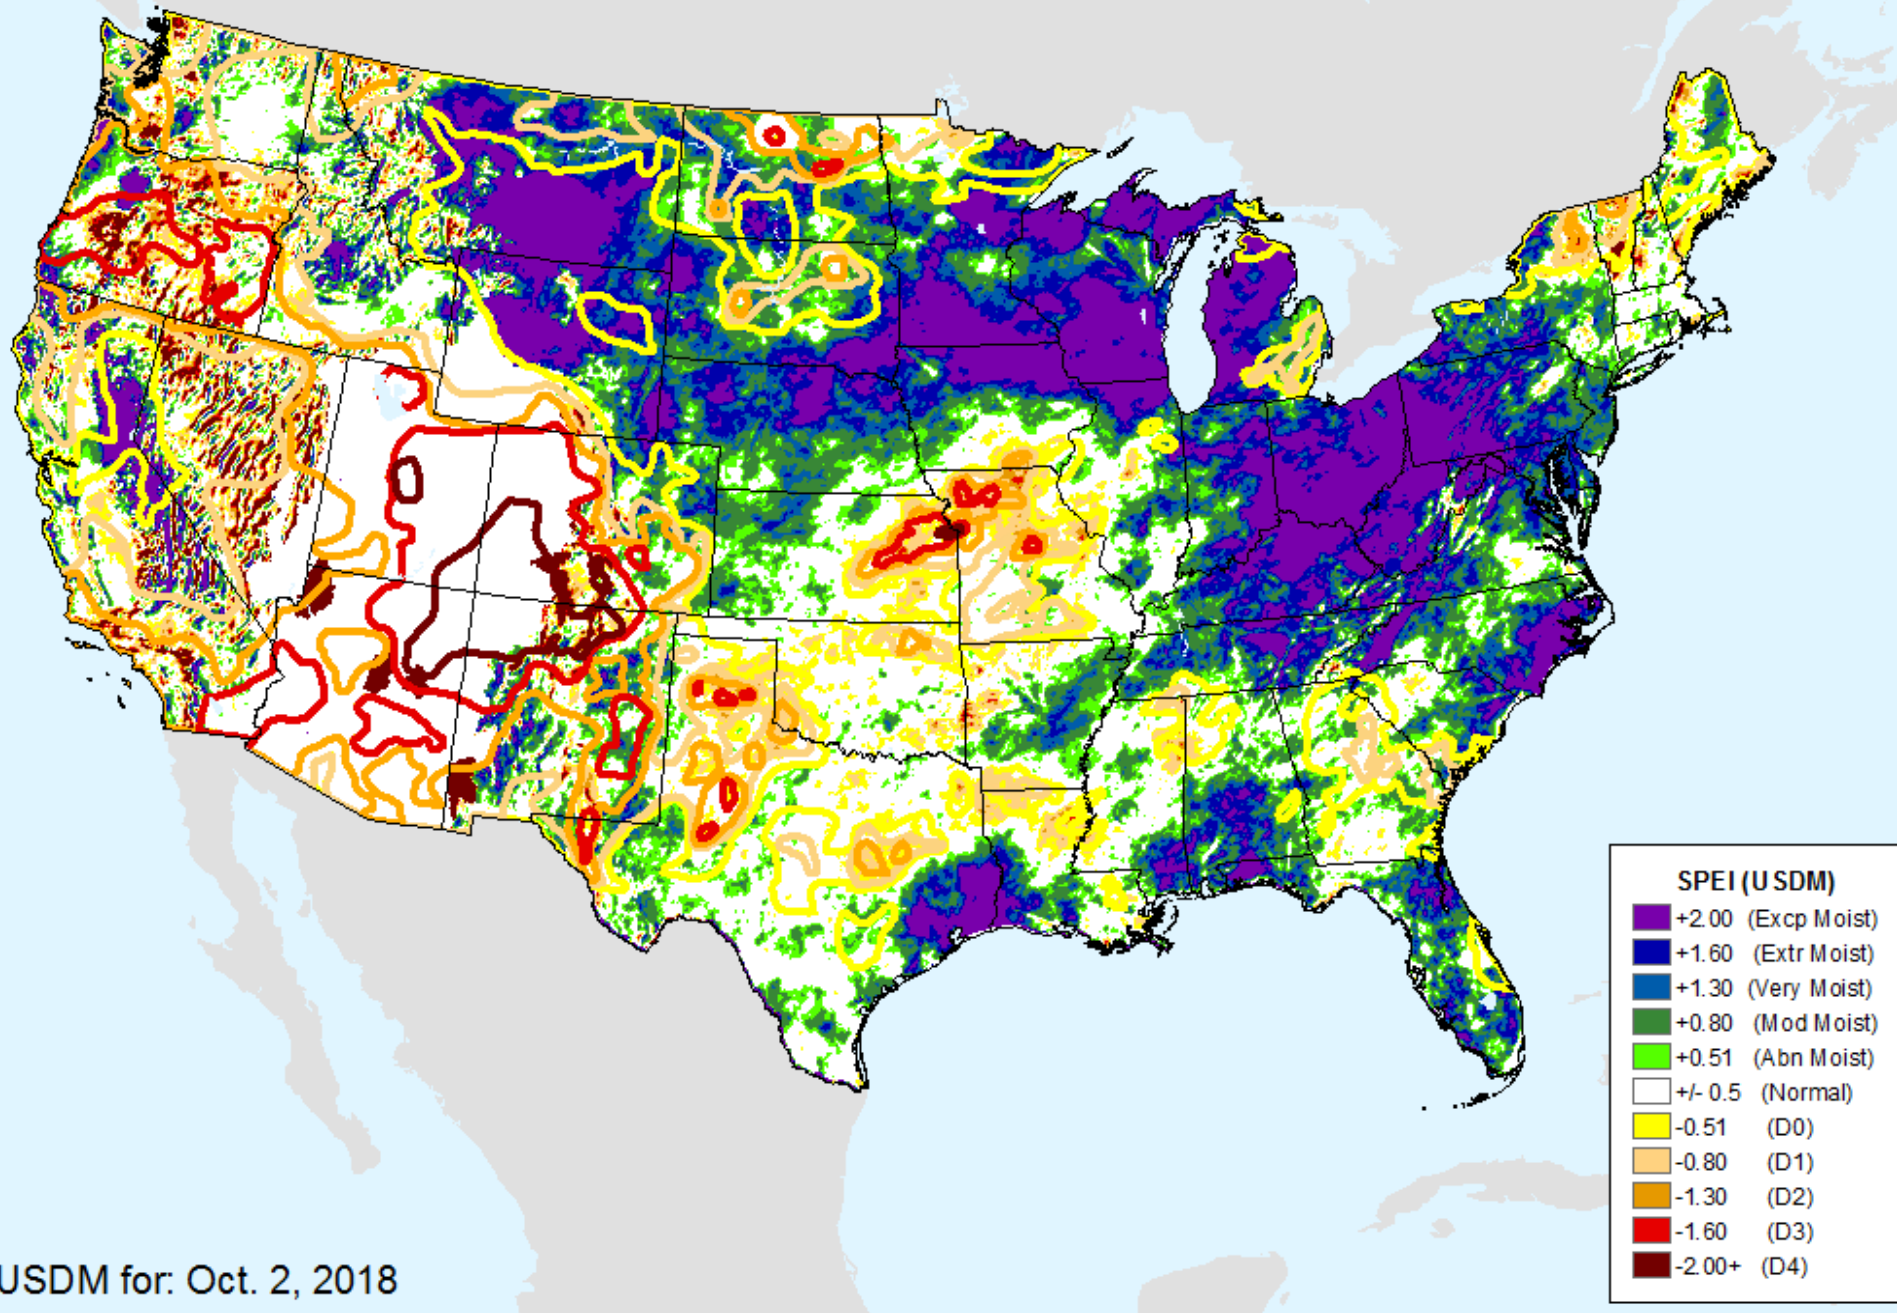 SPEI (USDM)
+2.00 (Excp Moist)
+1.60 (Extr Moist)
+1.30 (Very Moist)
+0.80 (Mod Moist)
+0.51 (Abn Moist)
+/- 0.5 (Normal)
-0.51 (D0)
-0.80 (D1)
-1.30 (D2)
-1.60 (D3)
-2.00+ (D4)
USDM for: Oct. 2, 2018